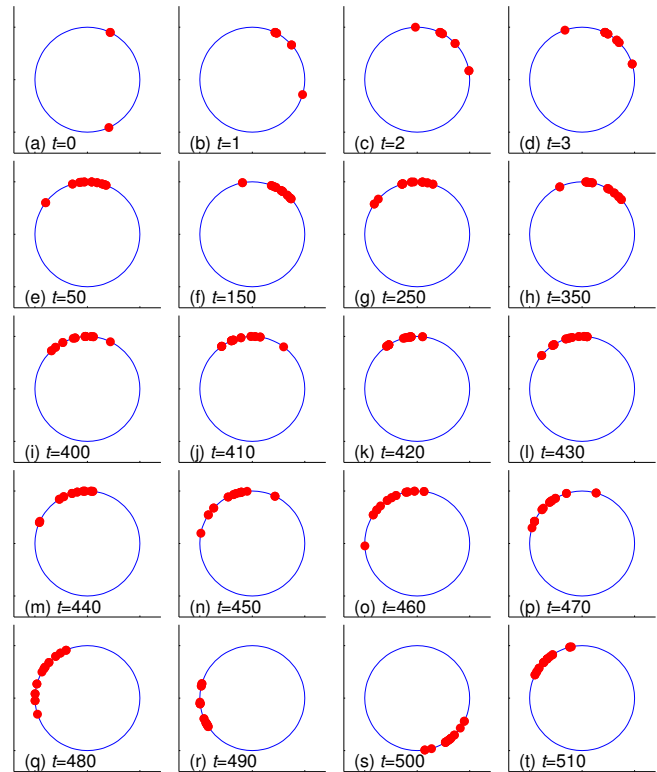 (a) t=0
(b) t=1
(c) t=2
(d) t=3
(e) t=50
(f) t=150
(g) t=250
(h) t=350
(i) t=400
(j) t=410
(k) t=420
(l) t=430
(m) t=440
(n) t=450
(o) t=460
(p) t=470
(q) t=480
(r) t=490
(s) t=500
(t) t=510